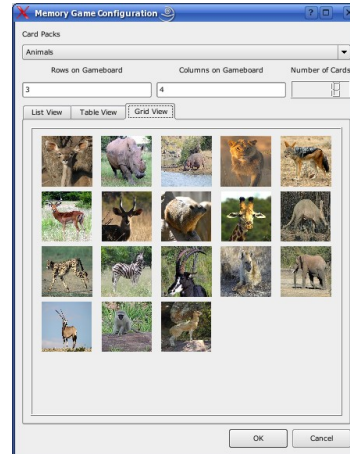 Memory Game Configuration
Card Packs
Animals
Rows on Gameboard Columns on Gameboard Number of Cards
3 4
List View Table View Grid View
OK Cancel